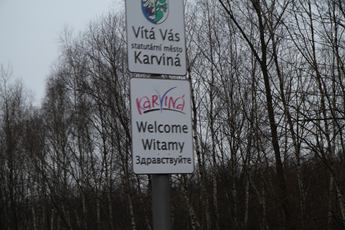 Vítá Vás
statutární město
Karviná
KARVINÁ
Welcome
Witamy
Здравствуйте